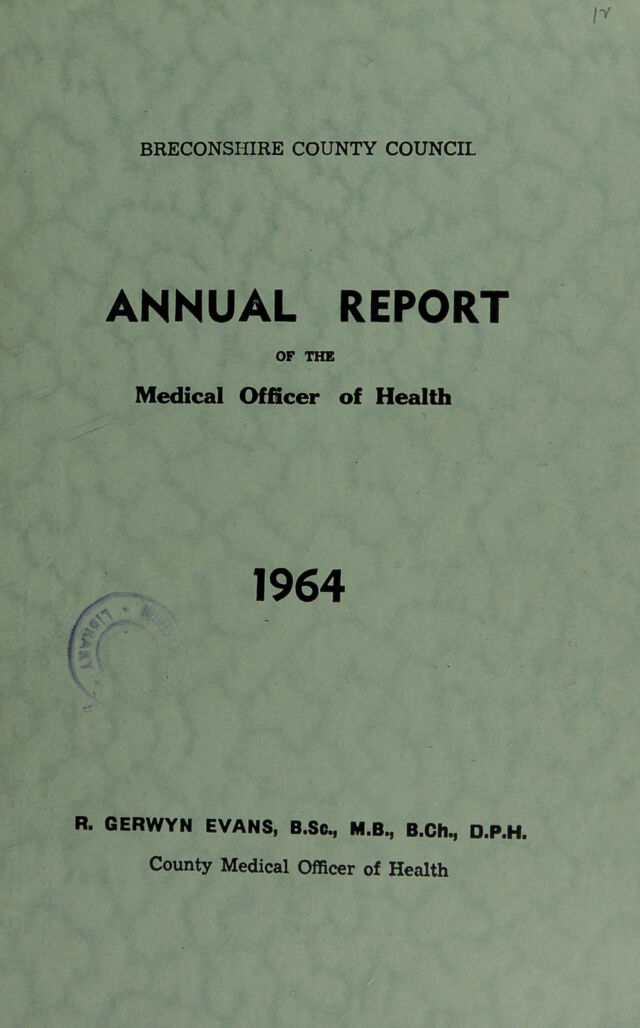 BRECONSHIRE COUNTY COUNCIL
ANNUAL REPORT
OF THE
Medical Officer of Health
1964
LIBRARY
R. GERWYN EVANS, B.Sc., M.B., B.Ch., D.P.H.
County Medical Officer of Health